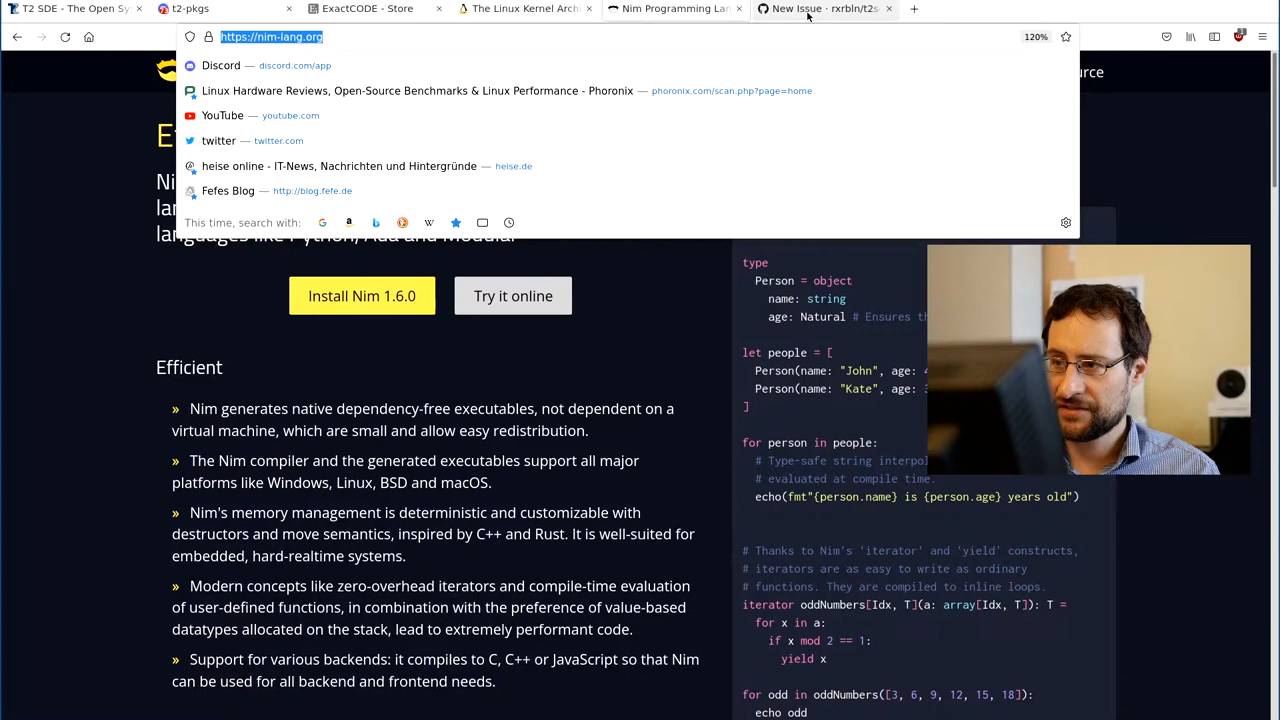 T2 SDE - The Open Sy
t2-pkgs
ExactCODE - Store
The Linux Kernel Arch
Nim Programming Lan
New Issue · rxrbln/t2s
https://nim-lang.org
120%
Discord — discord.com/app
Linux Hardware Reviews, Open-Source Benchmarks & Linux Performance - Phoronix — phoronix.com/scan.php?page=home
YouTube — youtube.com
twitter — twitter.com
heise online - IT-News, Nachrichten und Hintergründe — heise.de
Fefes Blog — http://blog.fefe.de
This time, search with:
urce
languages like Python, Ada and Modula
Install Nim 1.6.0
Try it online
Efficient
» Nim generates native dependency-free executables, not dependent on a
virtual machine, which are small and allow easy redistribution.
» The Nim compiler and the generated executables support all major
platforms like Windows, Linux, BSD and macOS.
» Nim's memory management is deterministic and customizable with
destructors and move semantics, inspired by C++ and Rust. It is well-suited for
embedded, hard-realtime systems.
» Modern concepts like zero-overhead iterators and compile-time evaluation
of user-defined functions, in combination with the preference of value-based
datatypes allocated on the stack, lead to extremely performant code.
» Support for various backends: it compiles to C, C++ or JavaScript so that Nim
can be used for all backend and frontend needs.
type
Person = object
name: string
age: Natural # Ensures th
let people = [
Person(name: "John", age: 4
Person(name: "Kate", age: 3
]
for person in people:
# Type-safe string interpol
# evaluated at compile time.
echo(fmt"{person.name} is {person.age} years old")
# Thanks to Nim's 'iterator' and 'yield' constructs,
# iterators are as easy to write as ordinary
# functions. They are compiled to inline loops.
iterator oddNumbers[Idx, T](a: array[Idx, T]): T =
for x in a:
if x mod 2 == 1:
yield x
for odd in oddNumbers([3, 6, 9, 12, 15, 18]):
echo odd